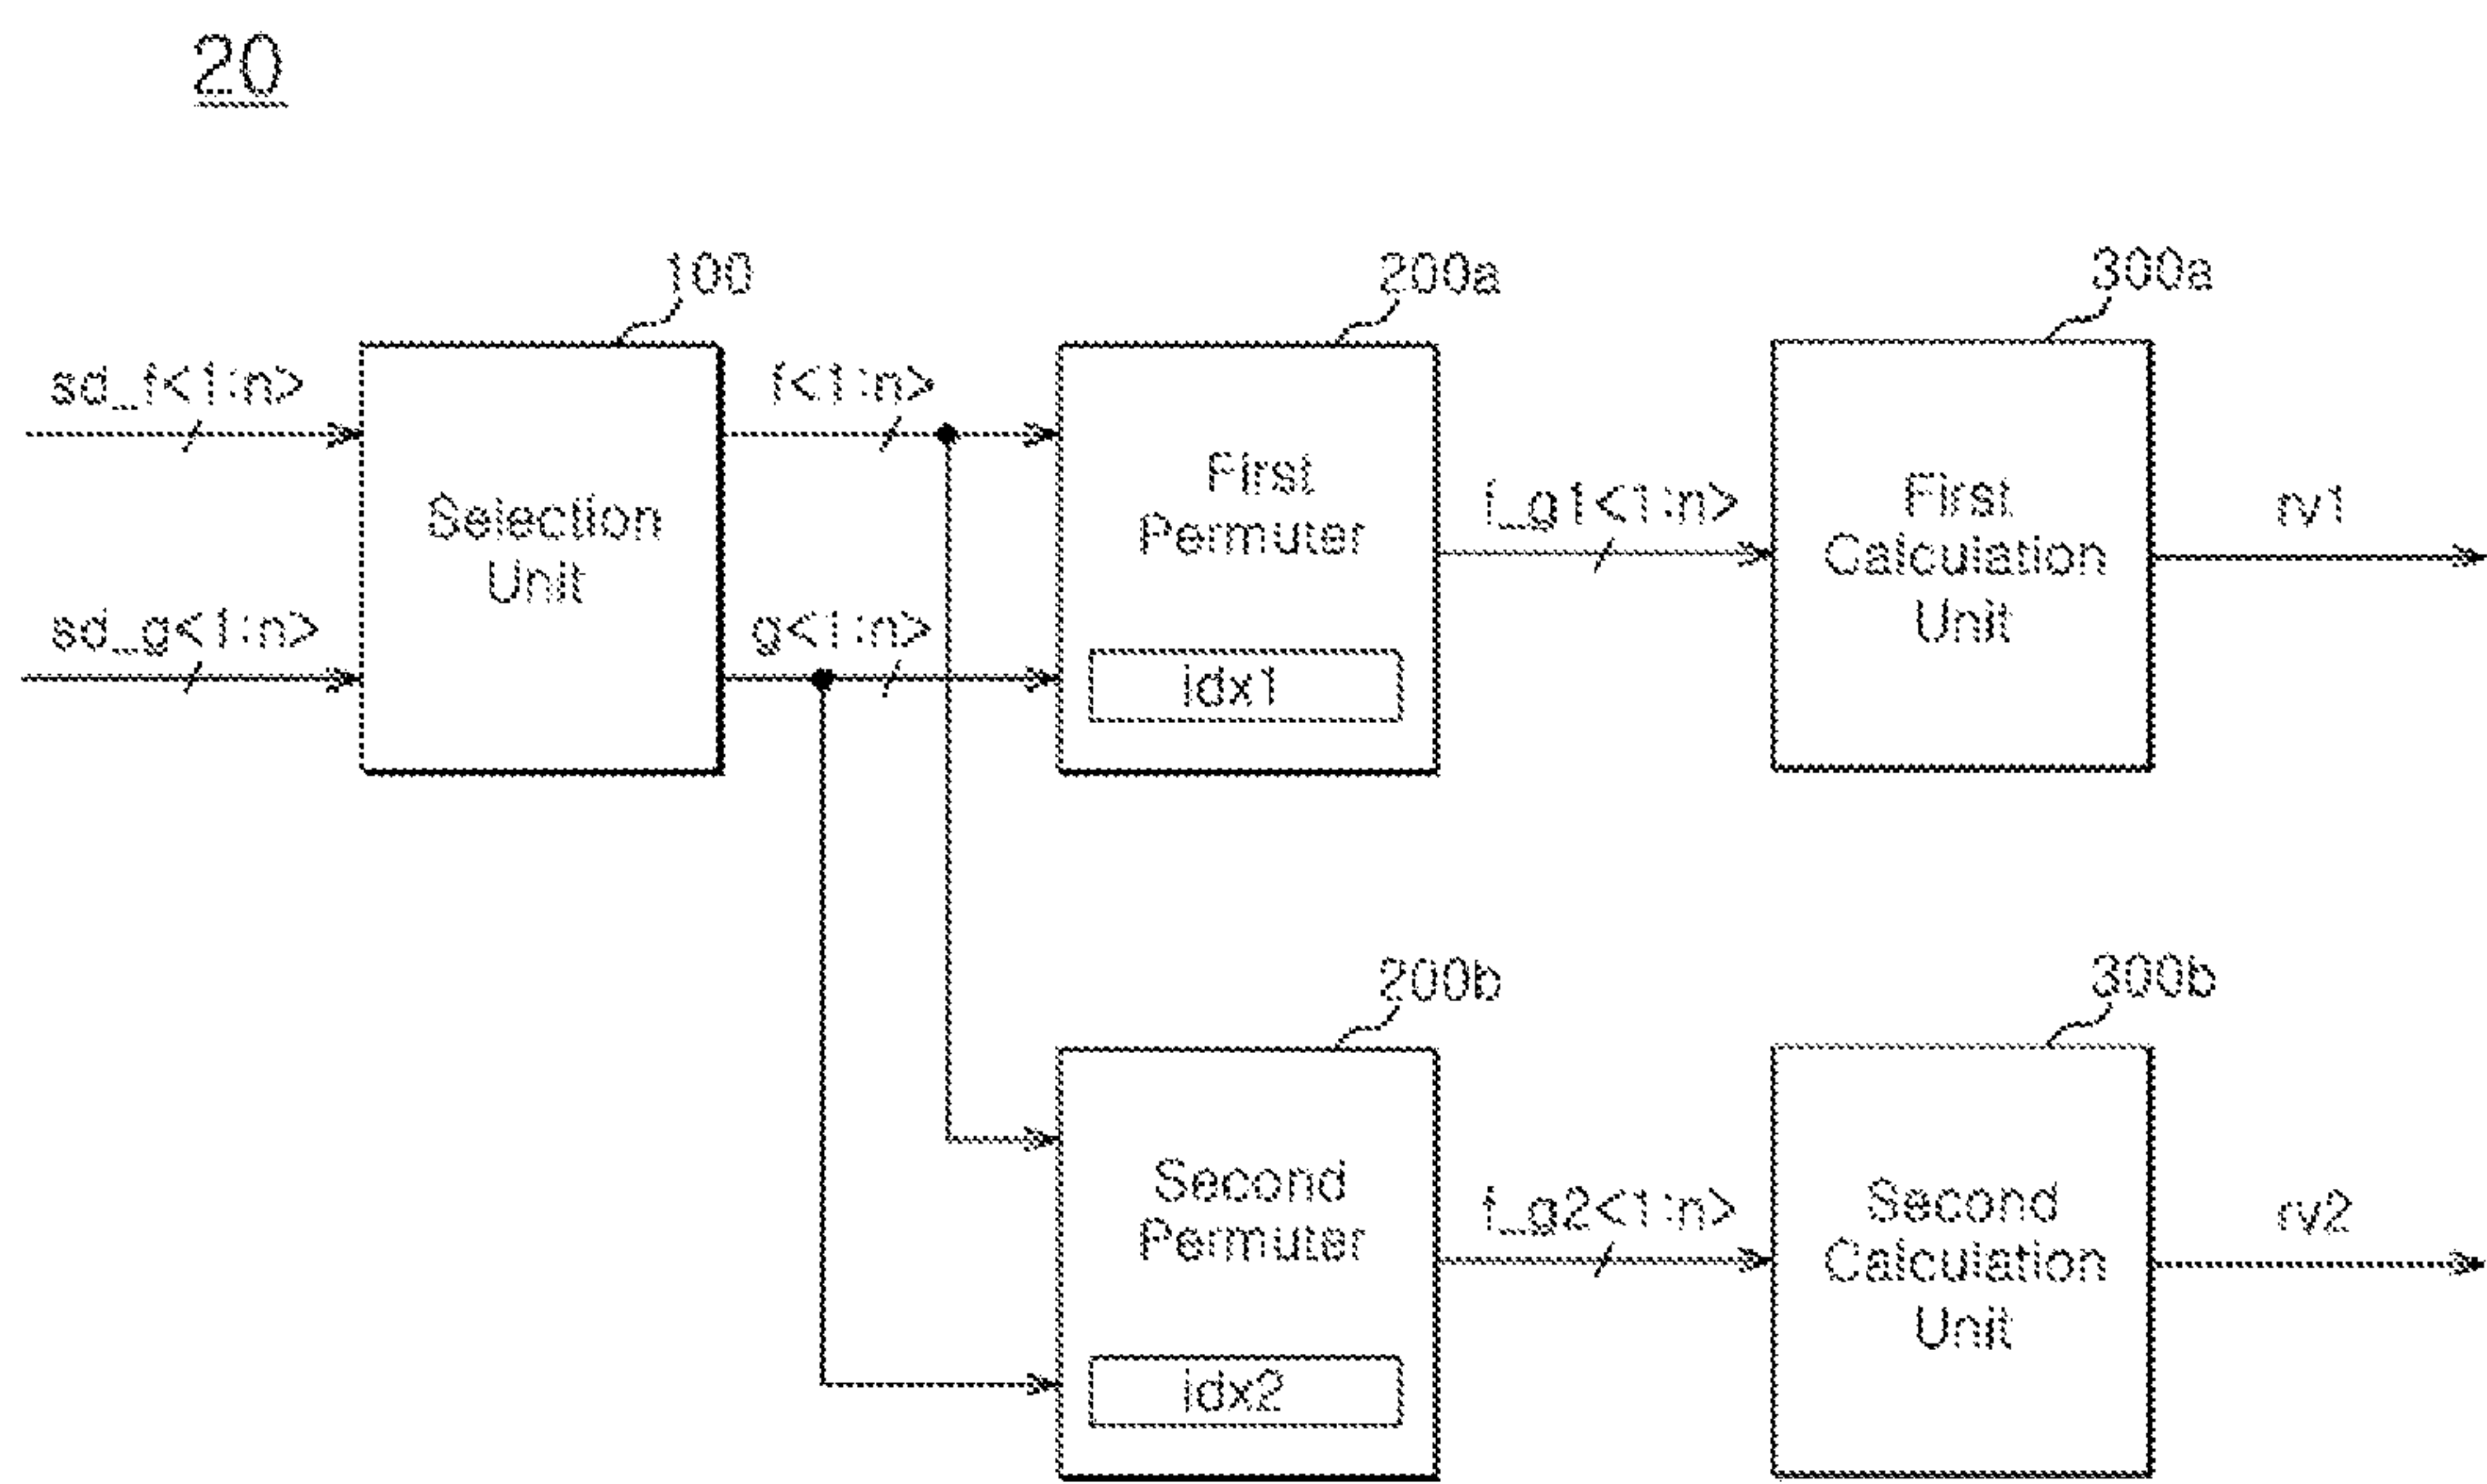 20
100
200a
300a
sd_f<1:n>
f<1:n>
First
Permuter
f_g1<1:n>
First
Calculation
Unit
rv1
Selection
Unit
sd_g<1:n>
g<1:n>
idx1
200b
300b
Second
Permuter
f_g2<1:n>
Second
Calculation
Unit
rv2
idx2